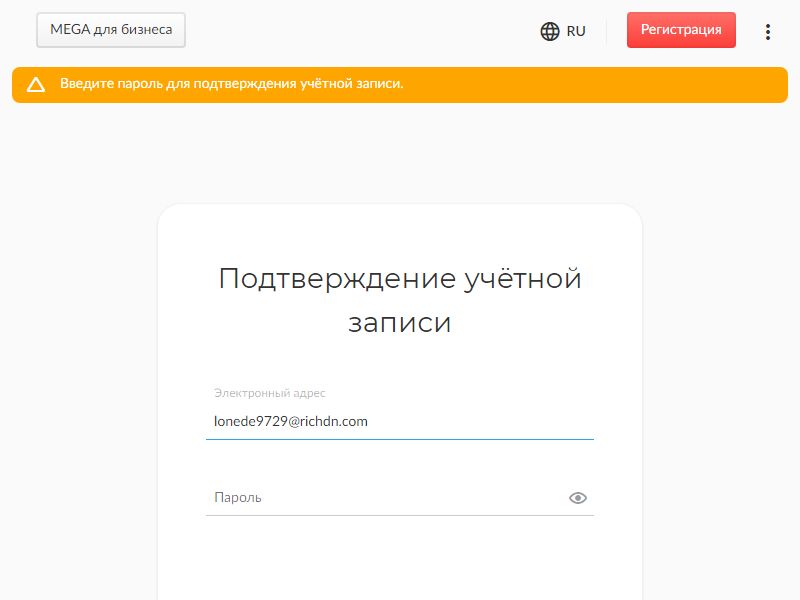 MEGA для бизнеса
RU
Регистрация
Введите пароль для подтверждения учётной записи.
Подтверждение учётной
записи
Электронный адрес
lonede9729@richdn.com
Пароль